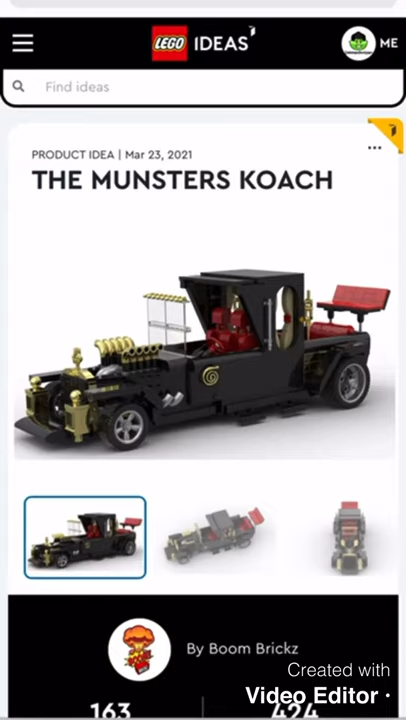 LEGO IDEAS
ME
Find ideas
PRODUCT IDEA | Mar 23, 2021
THE MUNSTERS KOACH
By Boom Brickz
Created with
Video Editor ·
163
424